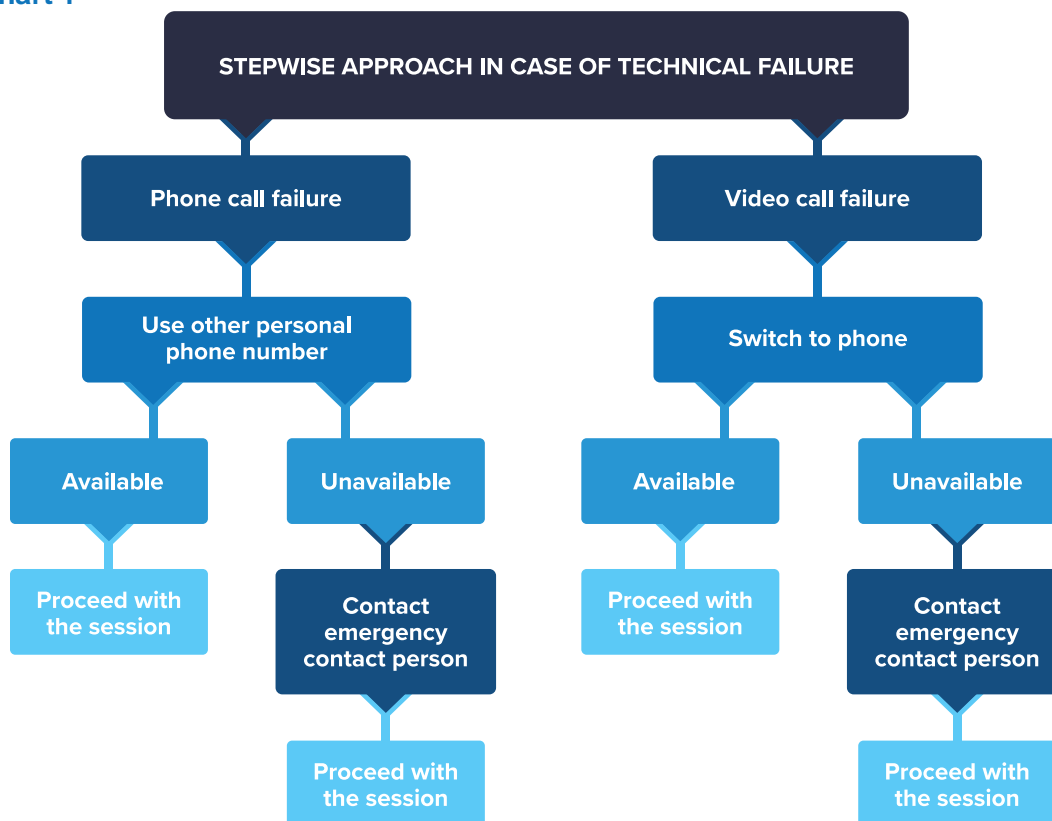 STEPWISE APPROACH IN CASE OF TECHNICAL FAILURE
Phone call failure
Video call failure
Use other personal
phone number
Switch to phone
Available
Unavailable
Available
Unavailable
Proceed with
the session
Contact
emergency
contact person
Proceed with
the session
Contact
emergency
contact person
Proceed with
the session
Proceed with
the session